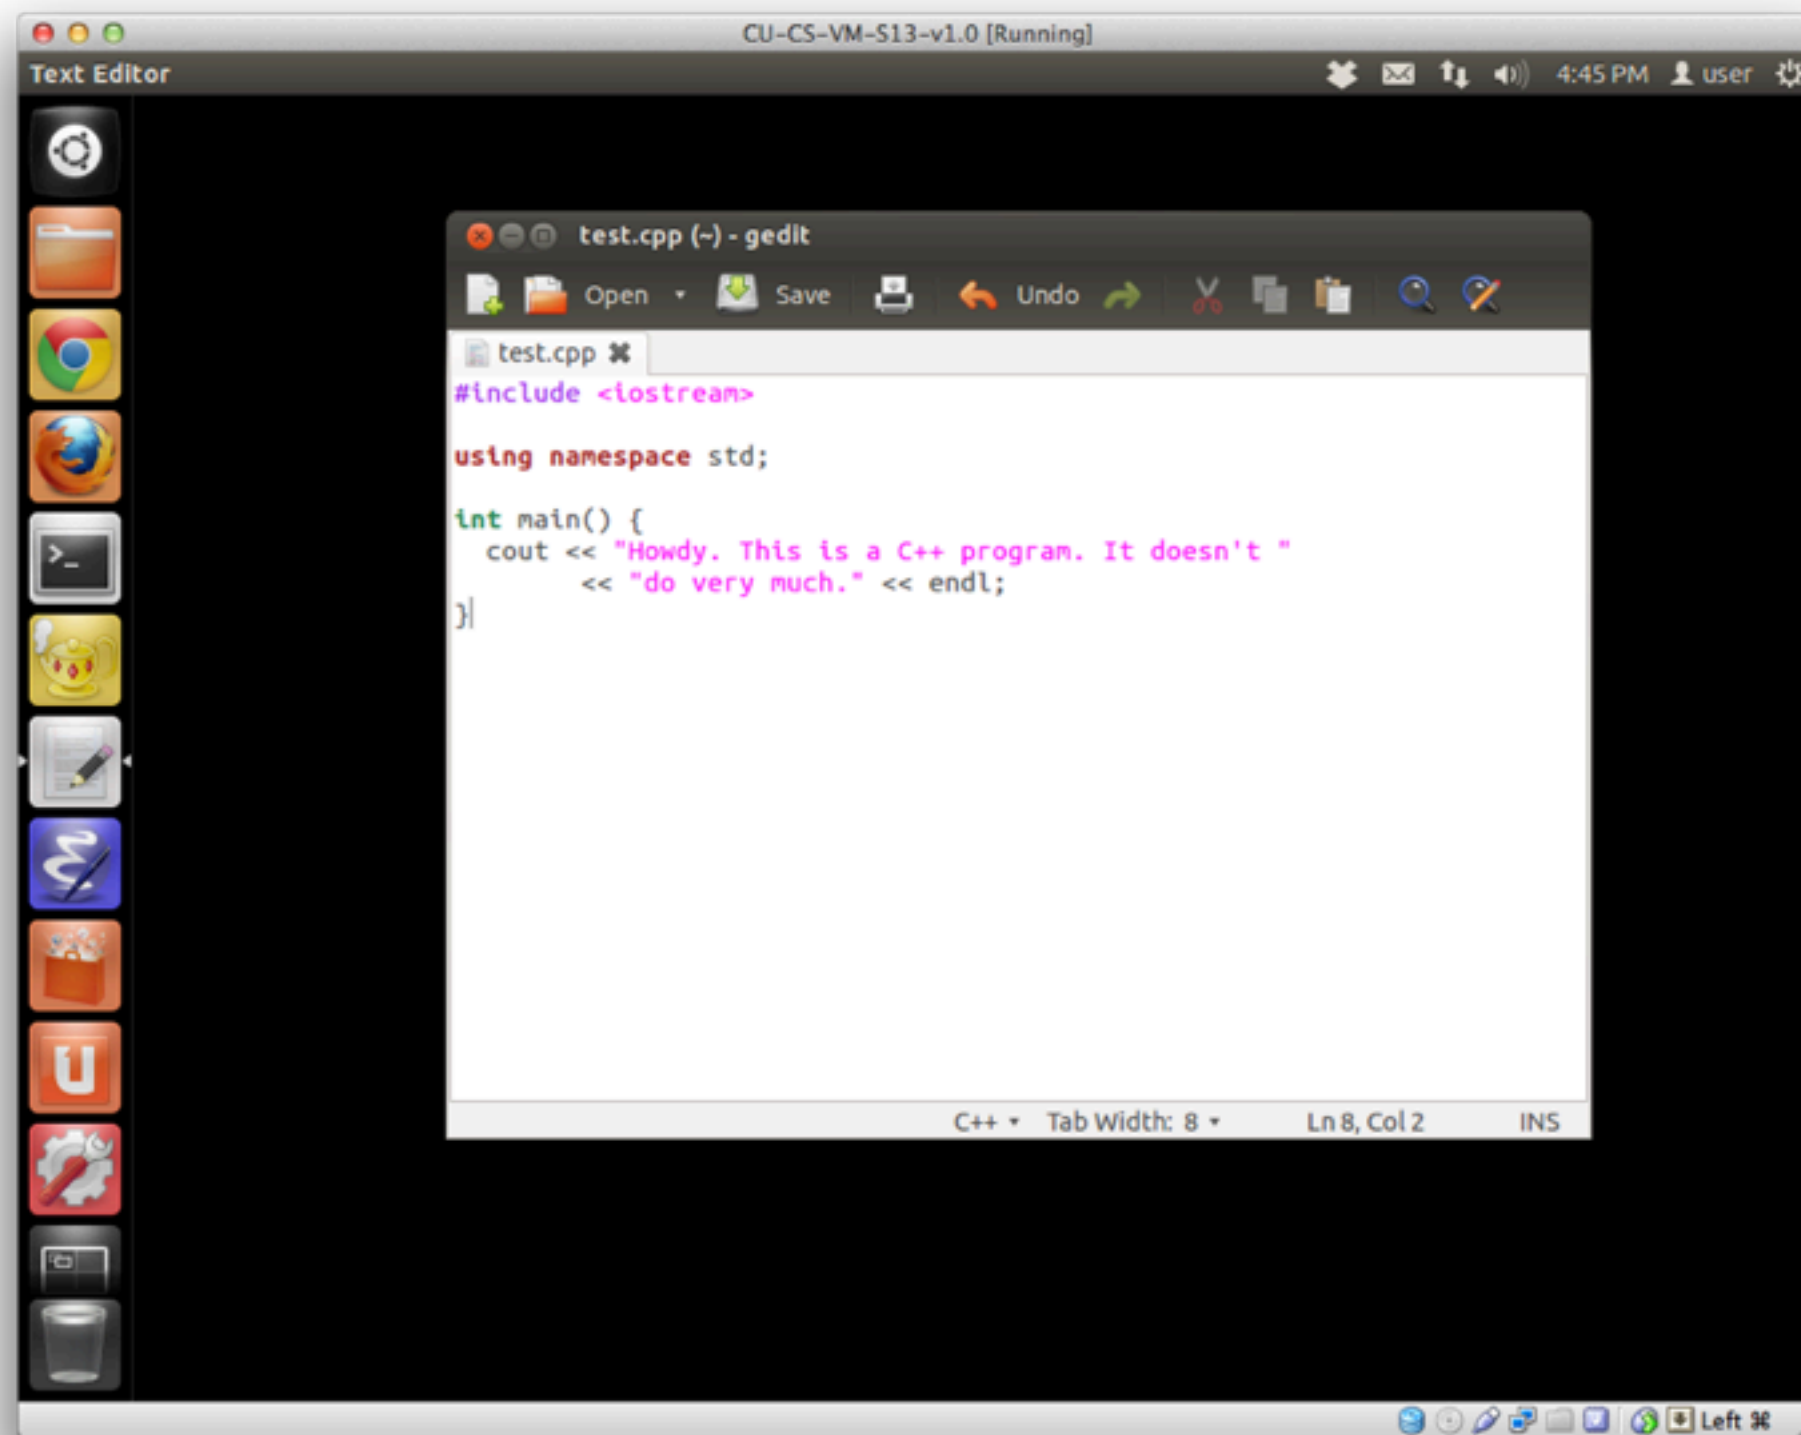 CU-CS-VM-S13-v1.0 [Running]
Text Editor 4:45 PM user
test.cpp (~) - gedit
Open Save Undo
test.cpp
#include <iostream>
using namespace std;
int main() {
  cout << "Howdy. This is a C++ program. It doesn't "
        << "do very much." << endl;
}
C++ Tab Width: 8 Ln 8, Col 2 INS
Left ⌘